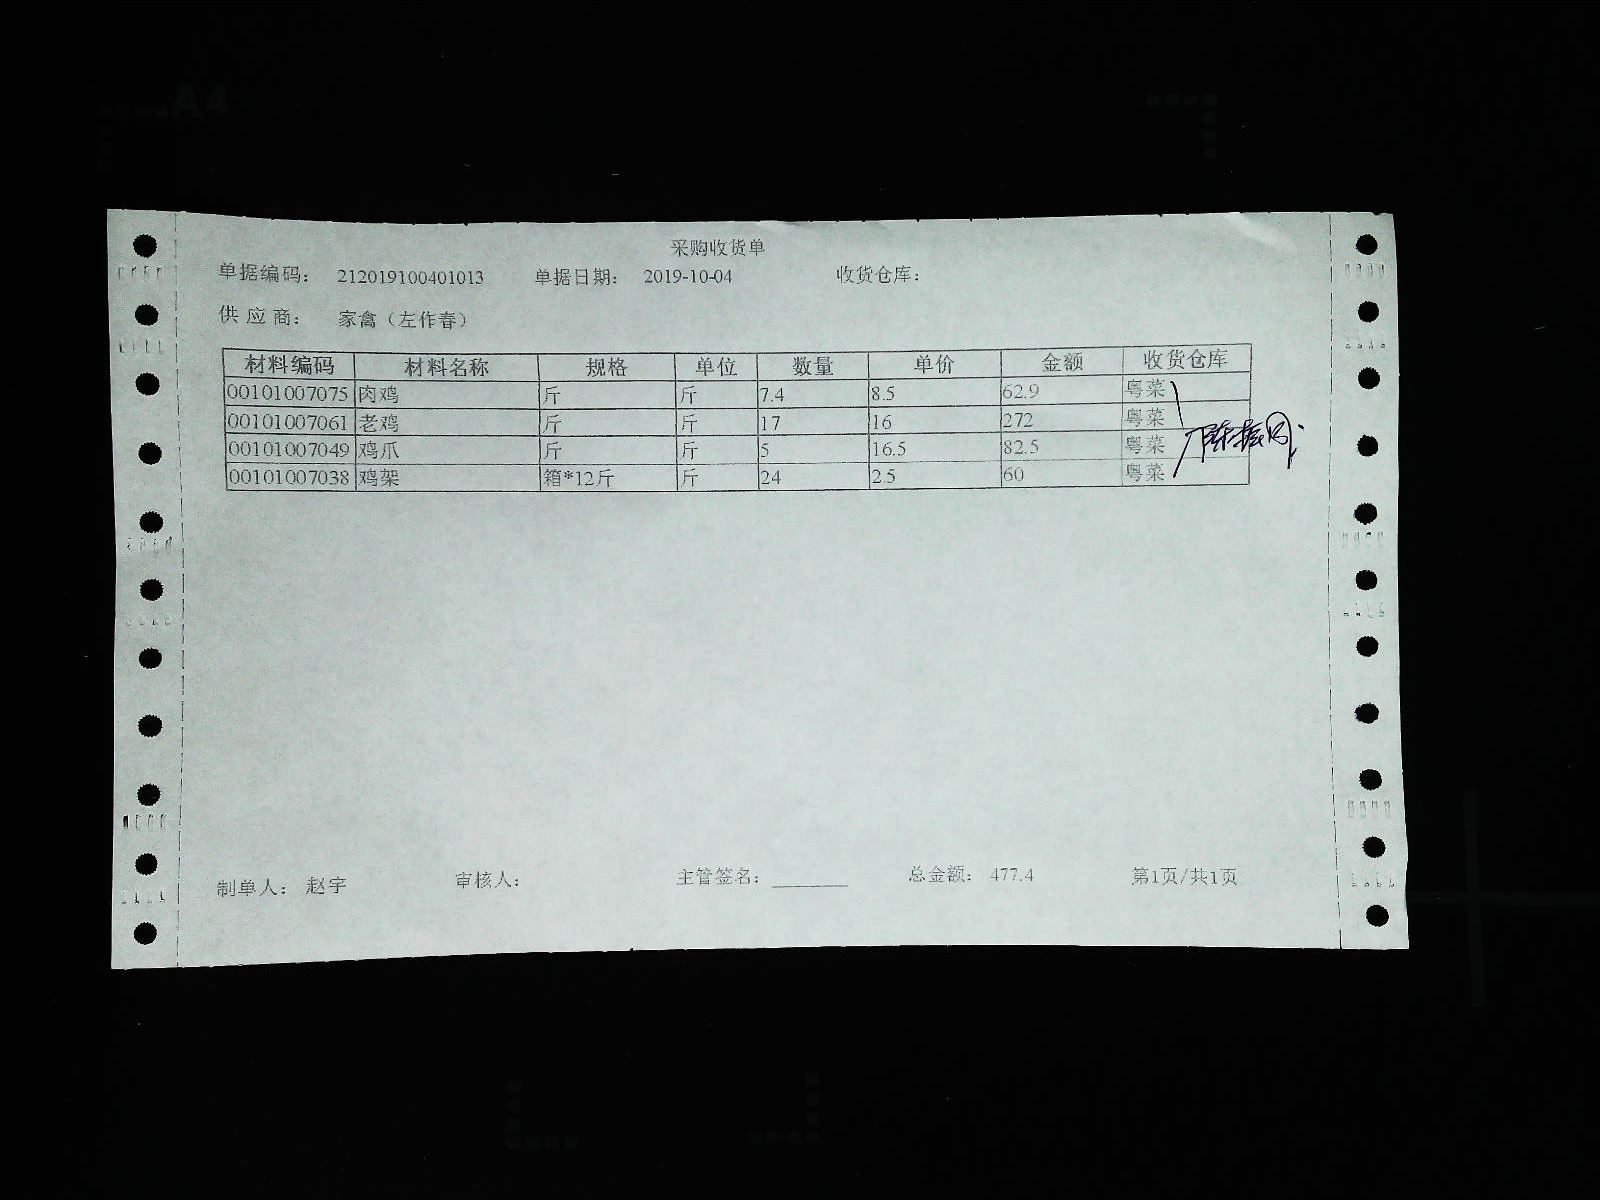 采购收货单
单据编码： 212019100401013 单据日期： 2019-10-04 收货仓库：
供 应 商： 家禽（左作春）
材料编码 材料名称 规格 单位 数量 单价 金额 收货仓库
00101007075 肉鸡 斤 斤 7.4 8.5 62.9 粤菜
00101007061 老鸡 斤 斤 17 16 272 粤菜
00101007049 鸡爪 斤 斤 5 16.5 82.5 粤菜
00101007038 鸡架 箱*12斤 斤 24 2.5 60 粤菜
制单人： 赵宇 审核人： 主管签名： 总金额： 477.4 第1页/共1页